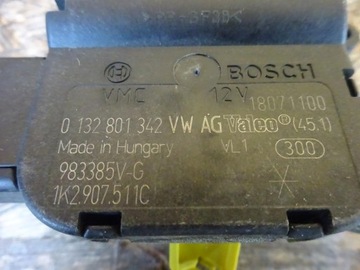 BOSCH
VMC 12V 18071100
0 132 801 342 VW AG Valeo® (45.1)
Made in Hungary VL1 300
983385V-G
1K2.907.511C